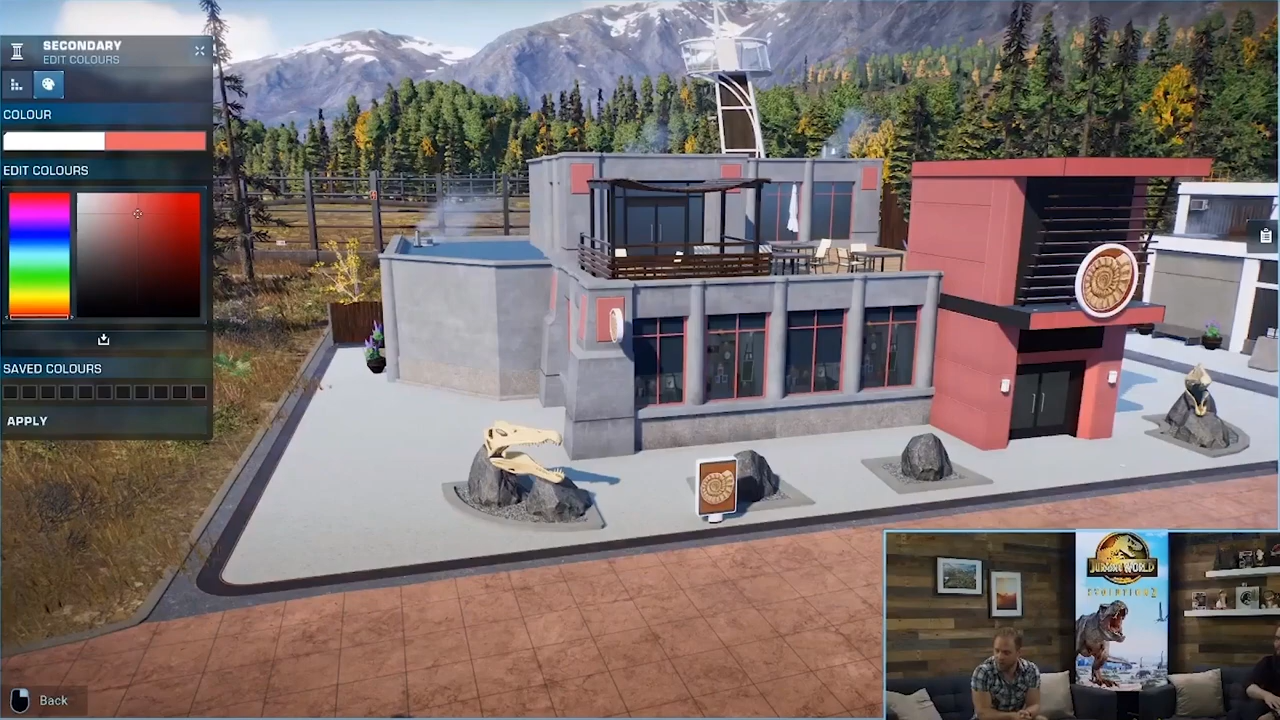 SECONDARY
EDIT COLOURS
COLOUR
EDIT COLOURS
SAVED COLOURS
APPLY
Back
JURASSIC WORLD
EVOLUTION 2